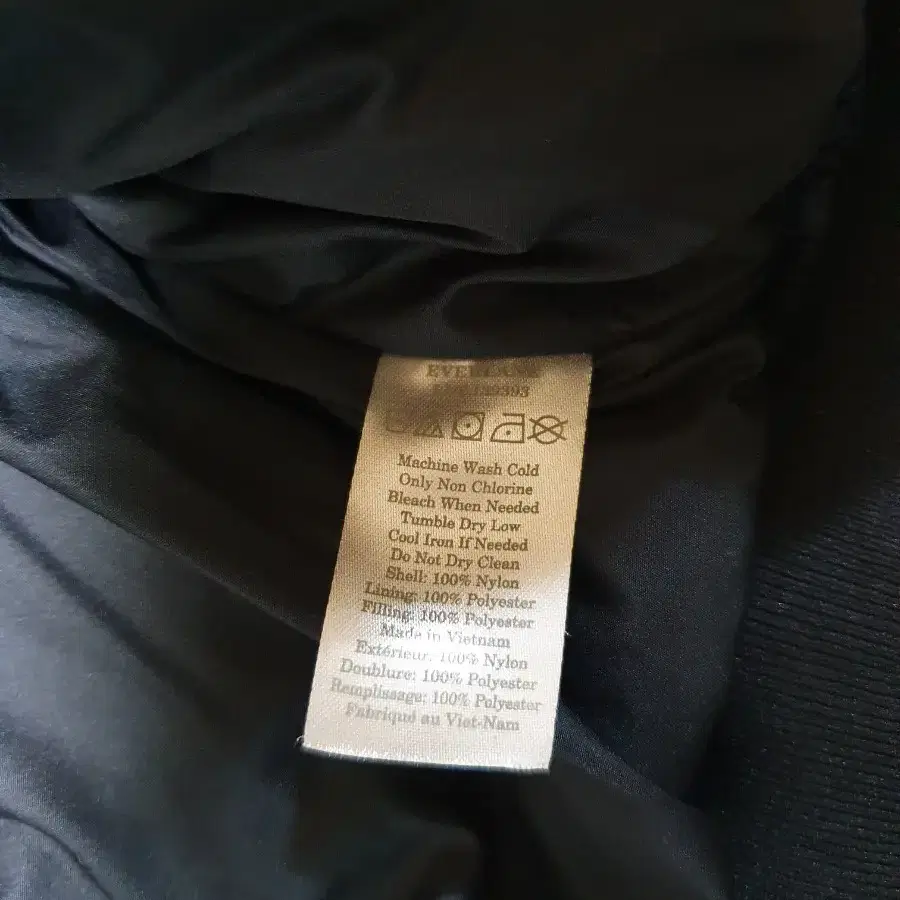 Machine Wash Cold
Only Non Chlorine
Bleach When Needed
Tumble Dry Low
Cool Iron If Needed
Do Not Dry Clean
Shell: 100% Nylon
Lining: 100% Polyester
Filling: 100% Polyester
Made in Vietnam
Extérieur: 100% Nylon
Doublure: 100% Polyester
Remplissage: 100% Polyester
Fabriqué au Viet-Nam